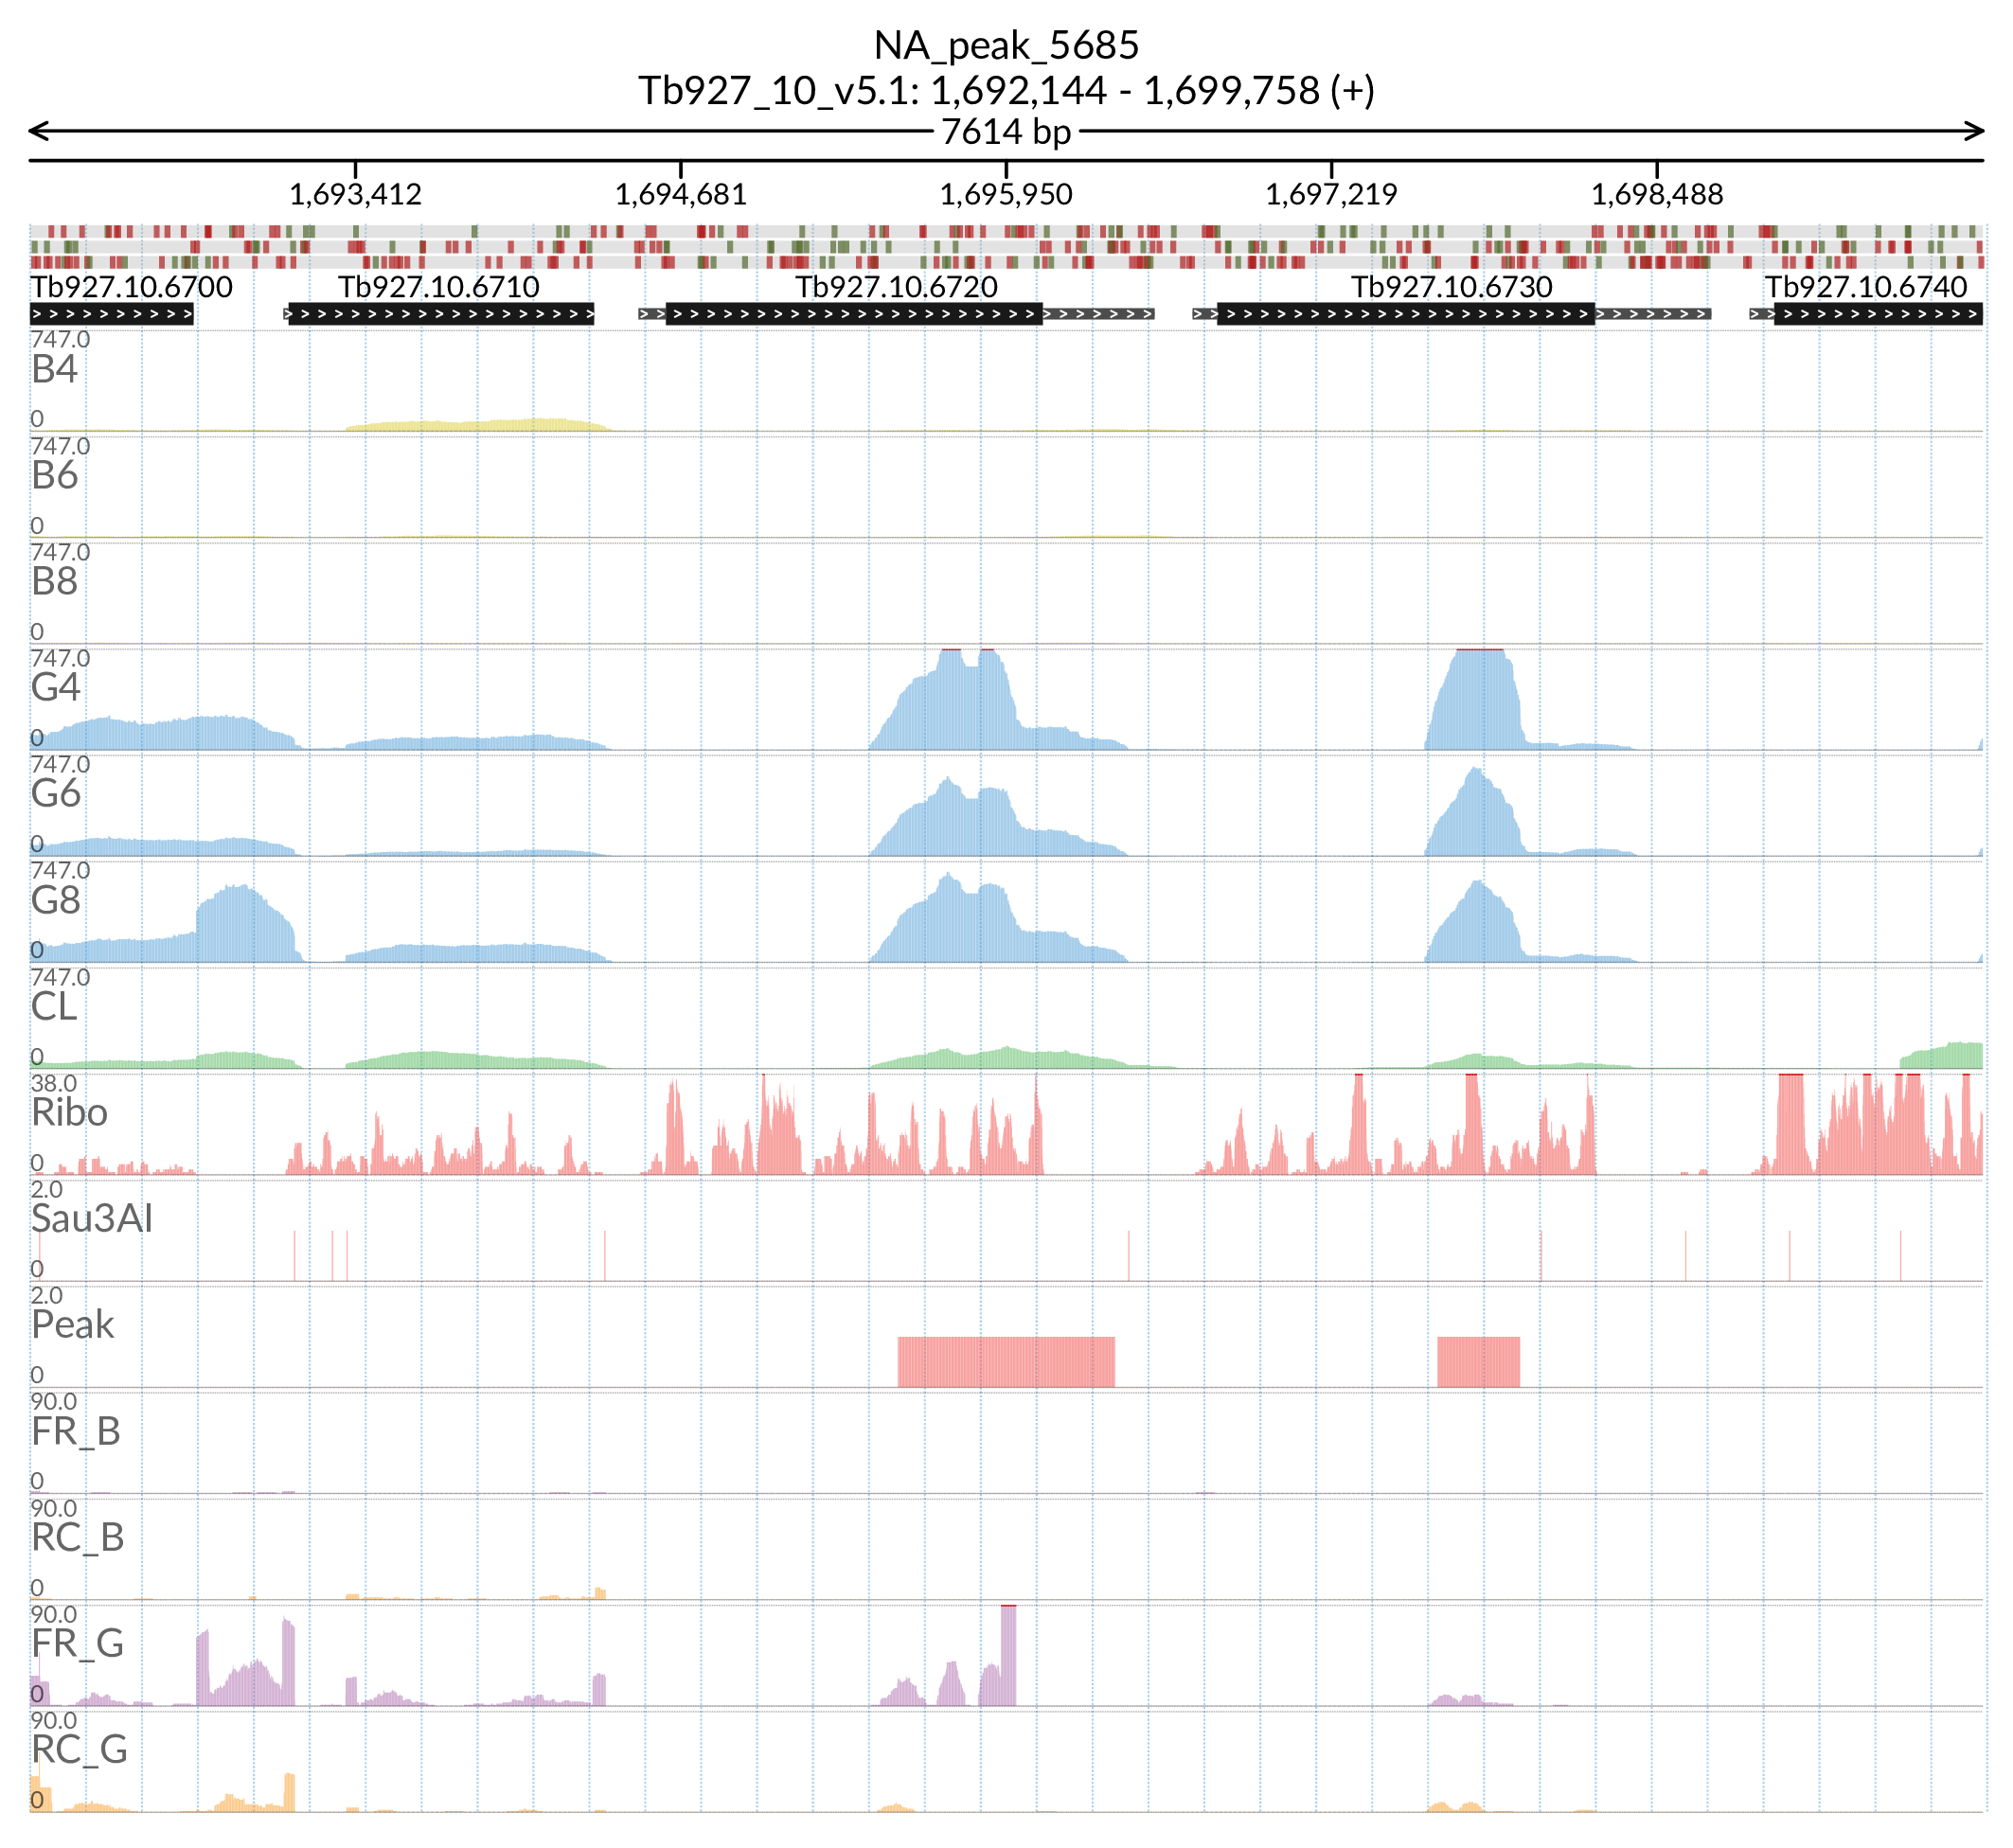 NA_peak_5685
Tb927_10_v5.1: 1,692,144 - 1,699,758 (+)
7614 bp
1,693,412 1,694,681 1,695,950 1,697,219 1,698,488
Tb927.10.6700 Tb927.10.6710 Tb927.10.6720 Tb927.10.6730 Tb927.10.6740
747.0
B4
0
747.0
B6
0
747.0
B8
0
747.0
G4
0
747.0
G6
0
747.0
G8
0
747.0
CL
0
38.0
Ribo
0
2.0
Sau3AI
0
2.0
Peak
0
90.0
FR_B
0
90.0
RC_B
0
90.0
FR_G
0
90.0
RC_G
0